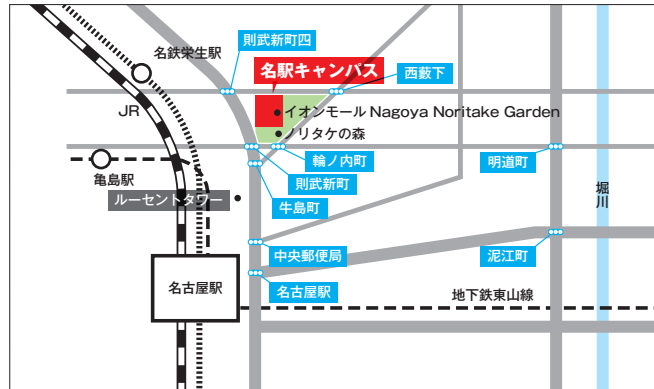 則武新町四
名鉄栄生駅
名駅キャンパス
西藪下
JR
イオンモール Nagoya Noritake Garden
ノリタケの森
輪ノ内町
明道町
亀島駅
則武新町
ルーセントタワー
牛島町
堀川
中央郵便局
泥江町
名古屋駅
名古屋駅
地下鉄東山線